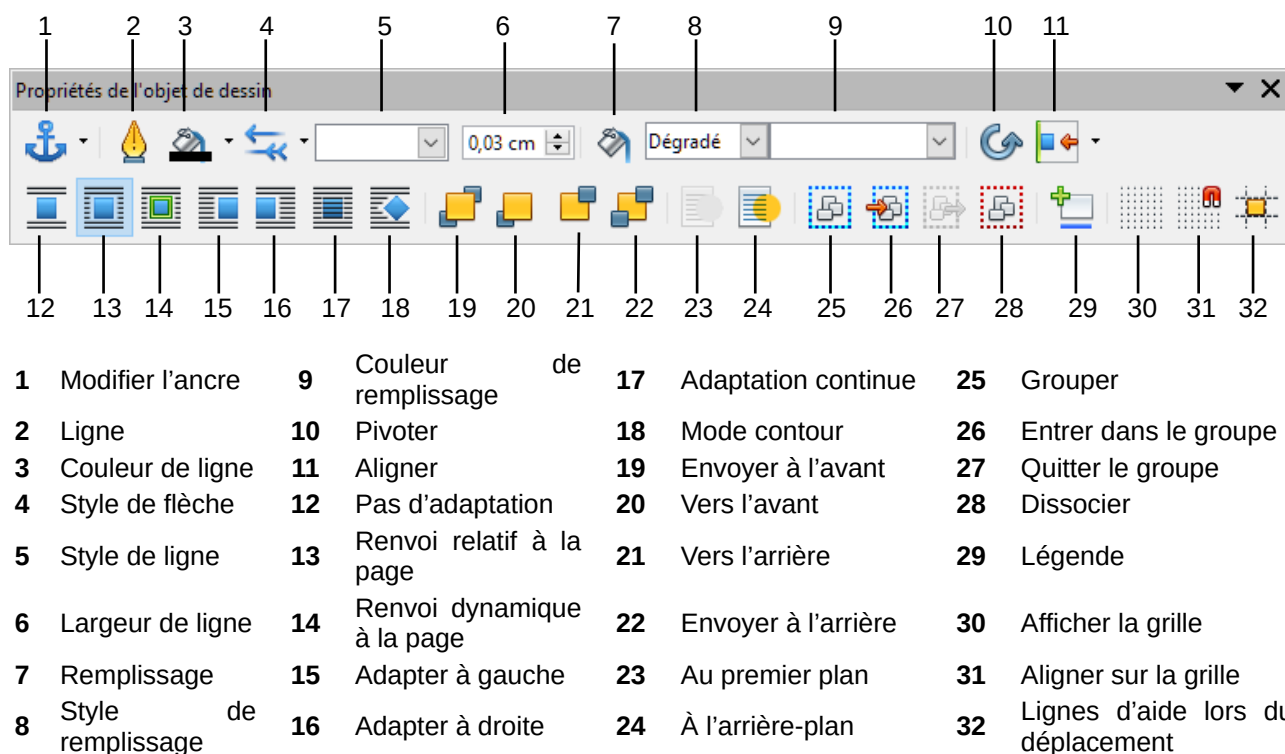 1 2 3 4 5 6 7 8 9 10 11
Propriétés de l'objet de dessin
0,03 cm Dégradé
12 13 14 15 16 17 18 19 20 21 22 23 24 25 26 27 28 29 30 31 32
1 Modifier l’ancre 9 Couleur de remplissage 17 Adaptation continue 25 Grouper
2 Ligne 10 Pivoter 18 Mode contour 26 Entrer dans le groupe
3 Couleur de ligne 11 Aligner 19 Envoyer à l’avant 27 Quitter le groupe
4 Style de flèche 12 Pas d’adaptation 20 Vers l’avant 28 Dissocier
5 Style de ligne 13 Renvoi relatif à la page 21 Vers l’arrière 29 Légende
6 Largeur de ligne 14 Renvoi dynamique à la page 22 Envoyer à l’arrière 30 Afficher la grille
7 Remplissage 15 Adapter à gauche 23 Au premier plan 31 Aligner sur la grille
8 Style de remplissage 16 Adapter à droite 24 À l’arrière-plan 32 Lignes d’aide lors du déplacement